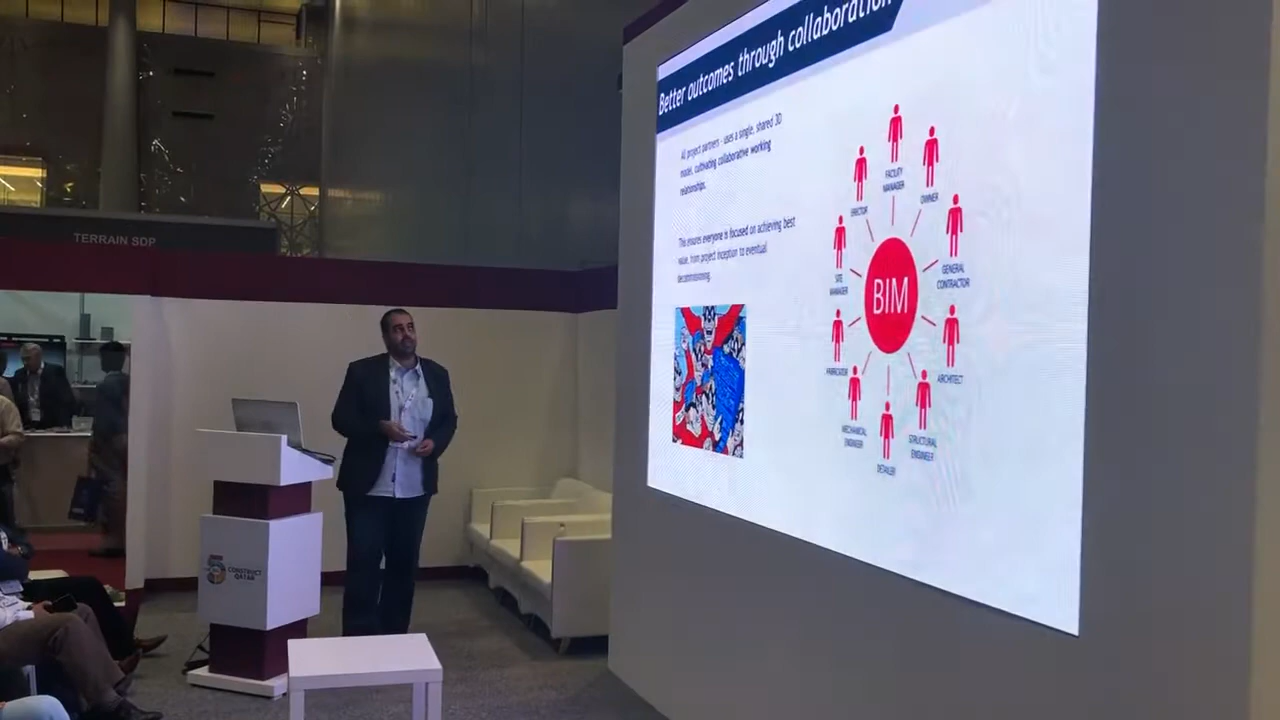 Better outcomes through collaboration
All project partners - uses a single, shared 3D
model, cultivating collaborative working
relationships.
This ensures everyone is focused on achieving best
value, from project inception to eventual
decommissioning.
FACILITY
MANAGER
OWNER
GENERAL
CONTRACTOR
ARCHITECT
STRUCTURAL
ENGINEER
DETAILER
MECHANICAL
ENGINEER
FABRICATOR
SITE
MANAGER
ERECTOR
BIM
TERRAIN SDP
5
CONSTRUCT
QATAR